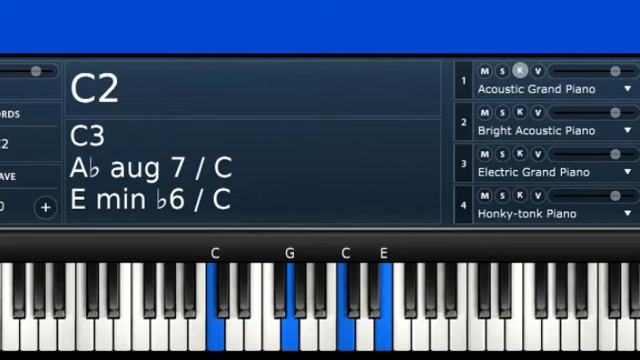 C2
C3
A♭ aug 7 / C
E min ♭6 / C
ORDS
C2
AVE
0 +
1 M S K V
Acoustic Grand Piano
2 M S K V
Bright Acoustic Piano
3 M S K V
Electric Grand Piano
4 M S K V
Honky-tonk Piano
C G C E